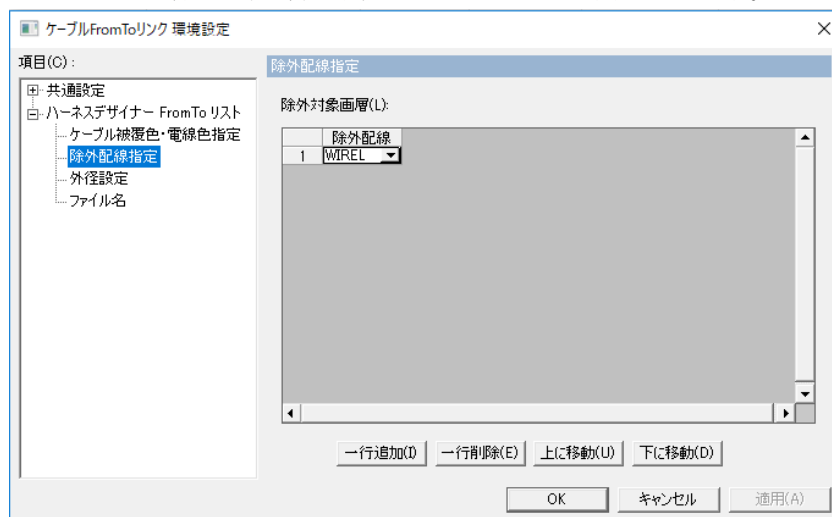 ケーブルFromToリンク 環境設定
項目(C) :
共通設定
ハーネスデザイナー FromTo リスト
ケーブル被覆色・電線色指定
除外配線指定
外径設定
ファイル名
除外配線指定
除外対象画層(L):
除外配線
1 WIREL
一行追加(I) 一行削除(E) 上に移動(U) 下に移動(D)
OK キャンセル 適用(A)